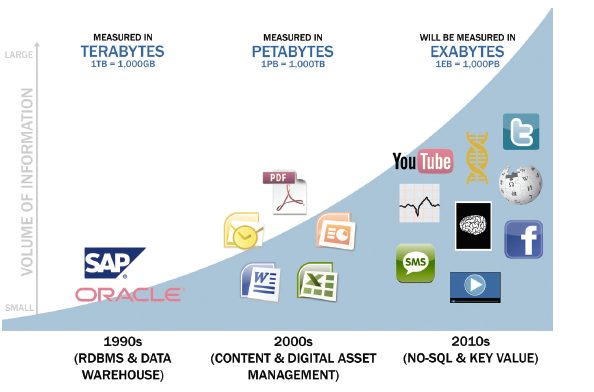 MEASURED IN
TERABYTES
1TB = 1,000GB
MEASURED IN
PETABYTES
1PB = 1,000TB
WILL BE MEASURED IN
EXABYTES
1EB = 1,000PB
LARGE
VOLUME OF INFORMATION
SMALL
SAP
®
ORACLE
PDF
W
X
YouTube
t
W
f
SMS
1990s
(RDBMS & DATA
WAREHOUSE)
2000s
(CONTENT & DIGITAL ASSET
MANAGEMENT)
2010s
(NO-SQL & KEY VALUE)